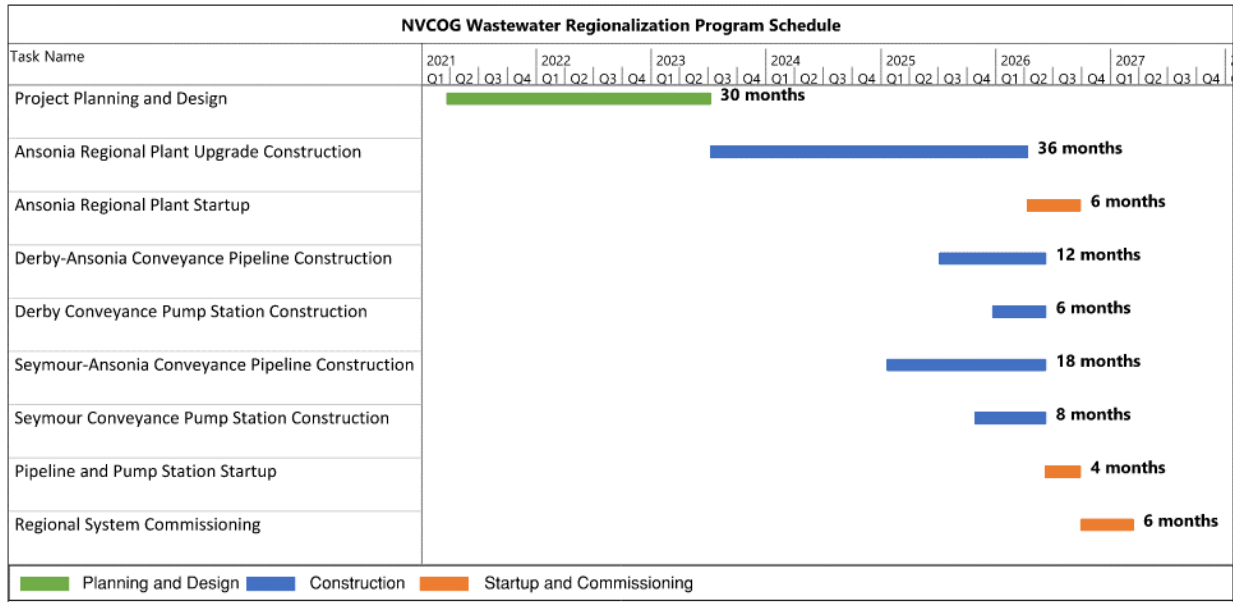 NVCOG Wastewater Regionalization Program Schedule
Task Name
2021 2022 2023 2024 2025 2026 2027 2
Q1 Q2 Q3 Q4 Q1 Q2 Q3 Q4 Q1 Q2 Q3 Q4 Q1 Q2 Q3 Q4 Q1 Q2 Q3 Q4 Q1 Q2 Q3 Q4 Q1 Q2 Q3 Q4 Q
Project Planning and Design 30 months
Ansonia Regional Plant Upgrade Construction 36 months
Ansonia Regional Plant Startup 6 months
Derby-Ansonia Conveyance Pipeline Construction 12 months
Derby Conveyance Pump Station Construction 6 months
Seymour-Ansonia Conveyance Pipeline Construction 18 months
Seymour Conveyance Pump Station Construction 8 months
Pipeline and Pump Station Startup 4 months
Regional System Commissioning 6 months
Planning and Design Construction Startup and Commissioning